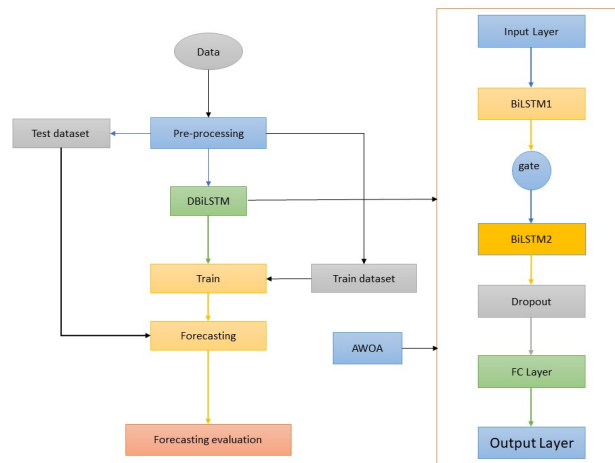 Data
Test dataset
Pre-processing
DBiLSTM
Train
Train dataset
Forecasting
Forecasting evaluation
AWOA
Input Layer
BiLSTM1
gate
BiLSTM2
Dropout
FC Layer
Output Layer